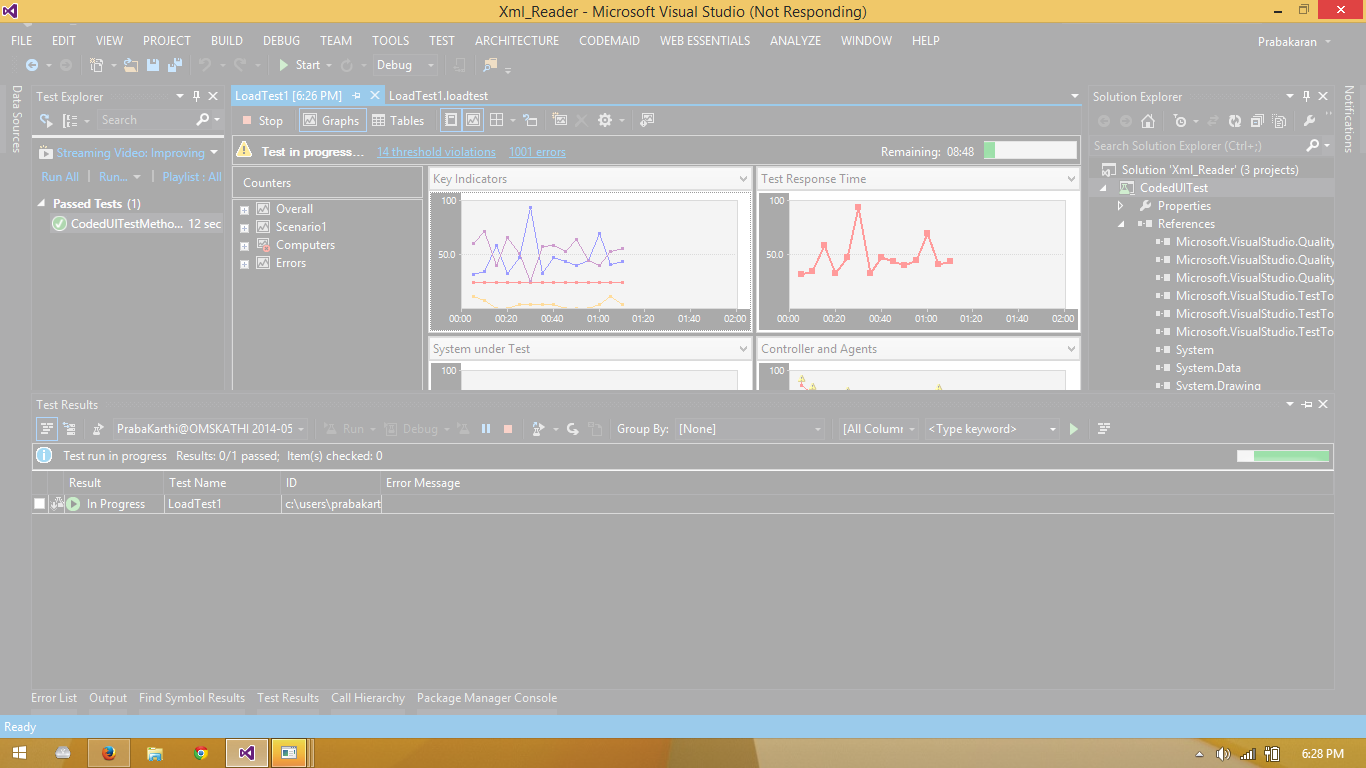 Xml_Reader - Microsoft Visual Studio (Not Responding)
FILE EDIT VIEW PROJECT BUILD DEBUG TEAM TOOLS TEST ARCHITECTURE CODEMAID WEB ESSENTIALS ANALYZE WINDOW HELP Prabakaran
Start Debug
Data Sources
Test Explorer
Search
Streaming Video: Improving
Run All Run... Playlist : All
Passed Tests (1)
CodedUITestMetho... 12 sec
LoadTest1 [6:26 PM] LoadTest1.loadtest
Stop Graphs Tables
Test in progress... 14 threshold violations 1001 errors Remaining: 08:48
Counters
Overall
Scenario1
Computers
Errors
Key Indicators
100
50.0
00:00 00:20 00:40 01:00 01:20 01:40 02:00
Test Response Time
100
50.0
00:00 00:20 00:40 01:00 01:20 01:40 02:00
System under Test
100
Controller and Agents
100
Solution Explorer
Search Solution Explorer (Ctrl+;)
Solution 'Xml_Reader' (3 projects)
CodedUITest
Properties
References
Microsoft.VisualStudio.Quality
Microsoft.VisualStudio.Quality
Microsoft.VisualStudio.Quality
Microsoft.VisualStudio.TestTo
Microsoft.VisualStudio.TestTo
Microsoft.VisualStudio.TestTo
System
System.Data
System.Drawing
Notifications
Test Results
PrabaKarthi@OMSKATHI 2014-05 Run Debug Group By: [None] [All Column <Type keyword>
Test run in progress Results: 0/1 passed; Item(s) checked: 0
Result Test Name ID Error Message
In Progress LoadTest1 c:\users\prabakart
Error List Output Find Symbol Results Test Results Call Hierarchy Package Manager Console
Ready
6:28 PM